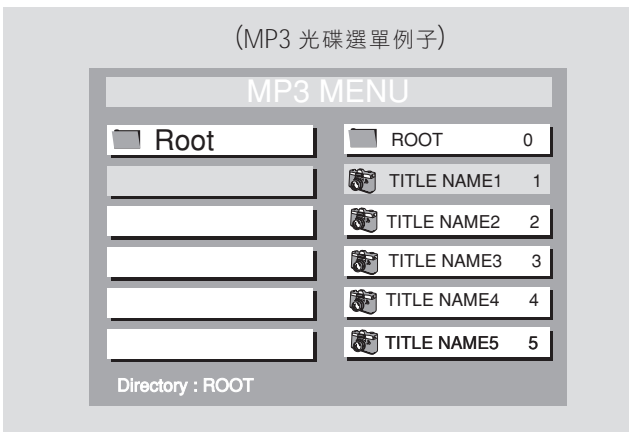 (MP3 光碟選單例子)
MP3 MENU
Root
ROOT 0
TITLE NAME1 1
TITLE NAME2 2
TITLE NAME3 3
TITLE NAME4 4
TITLE NAME5 5
Directory : ROOT